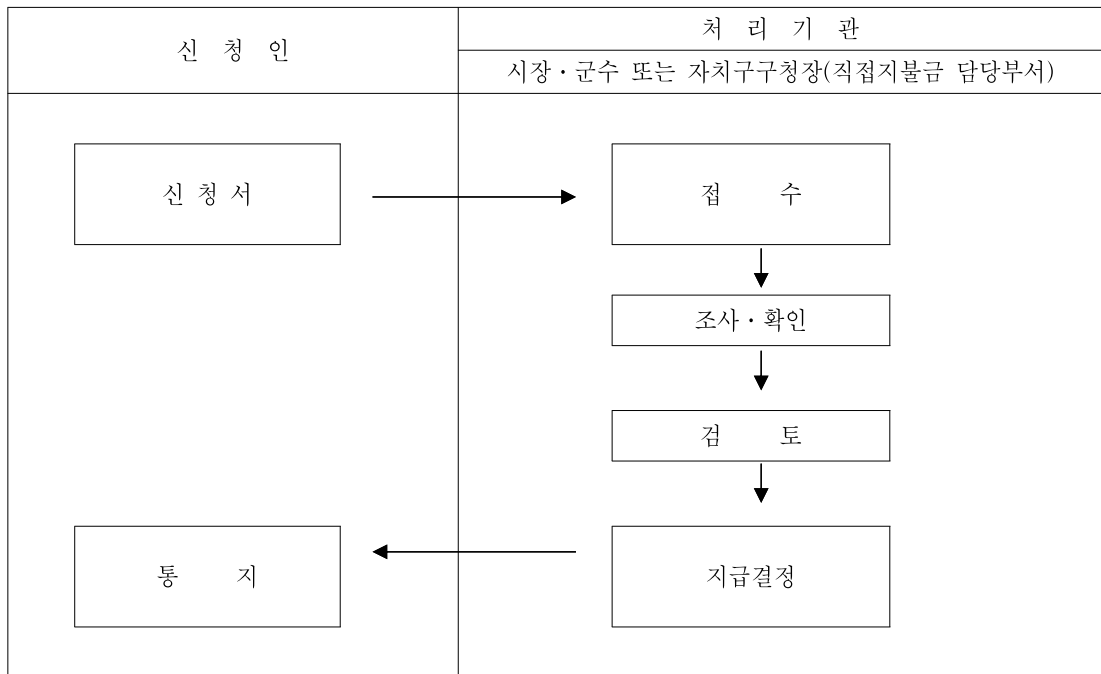 신 청 인
처 리 기 관
시장·군수 또는 자치구구청장(직접지불금 담당부서)
신 청 서
접 수
조사·확인
검 토
통 지
지급결정